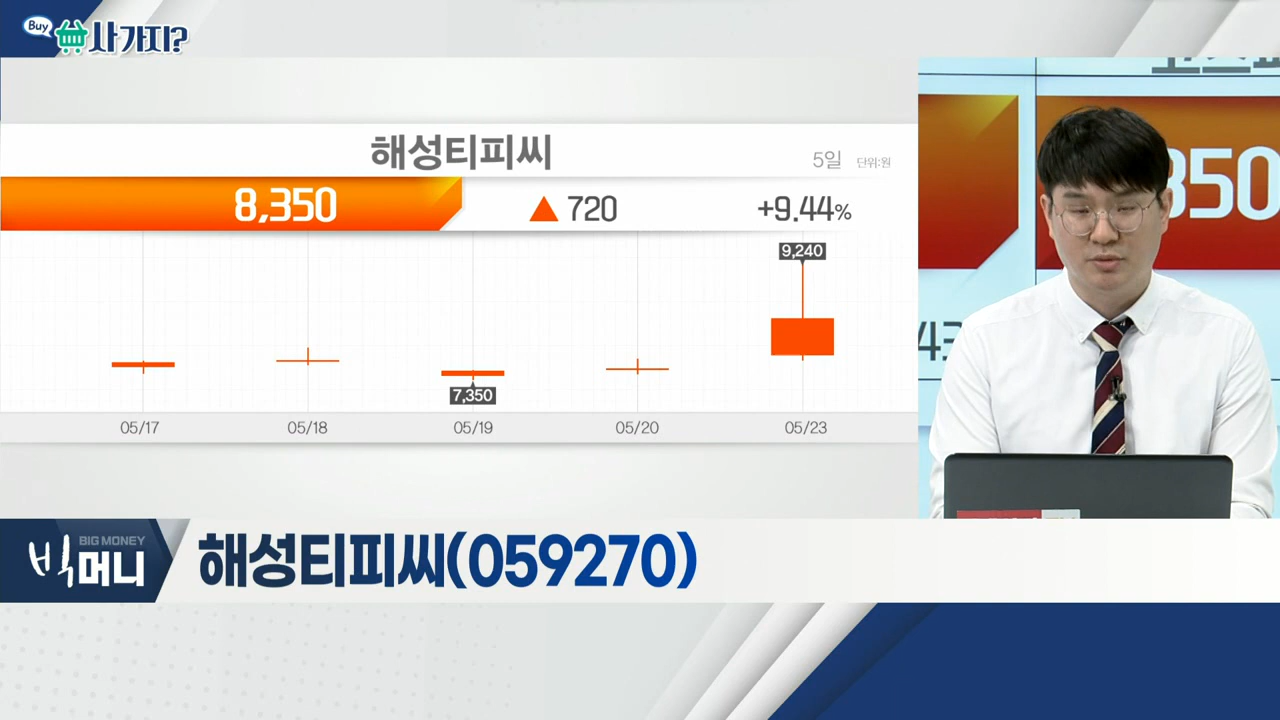 Buy
사가지?
해성티피씨
5일 단위:원
8,350 ▲ 720 +9.44%
9,240
7,350
05/17 05/18 05/19 05/20 05/23
350
43
BIG MONEY
빅머니
해성티피씨(059270)